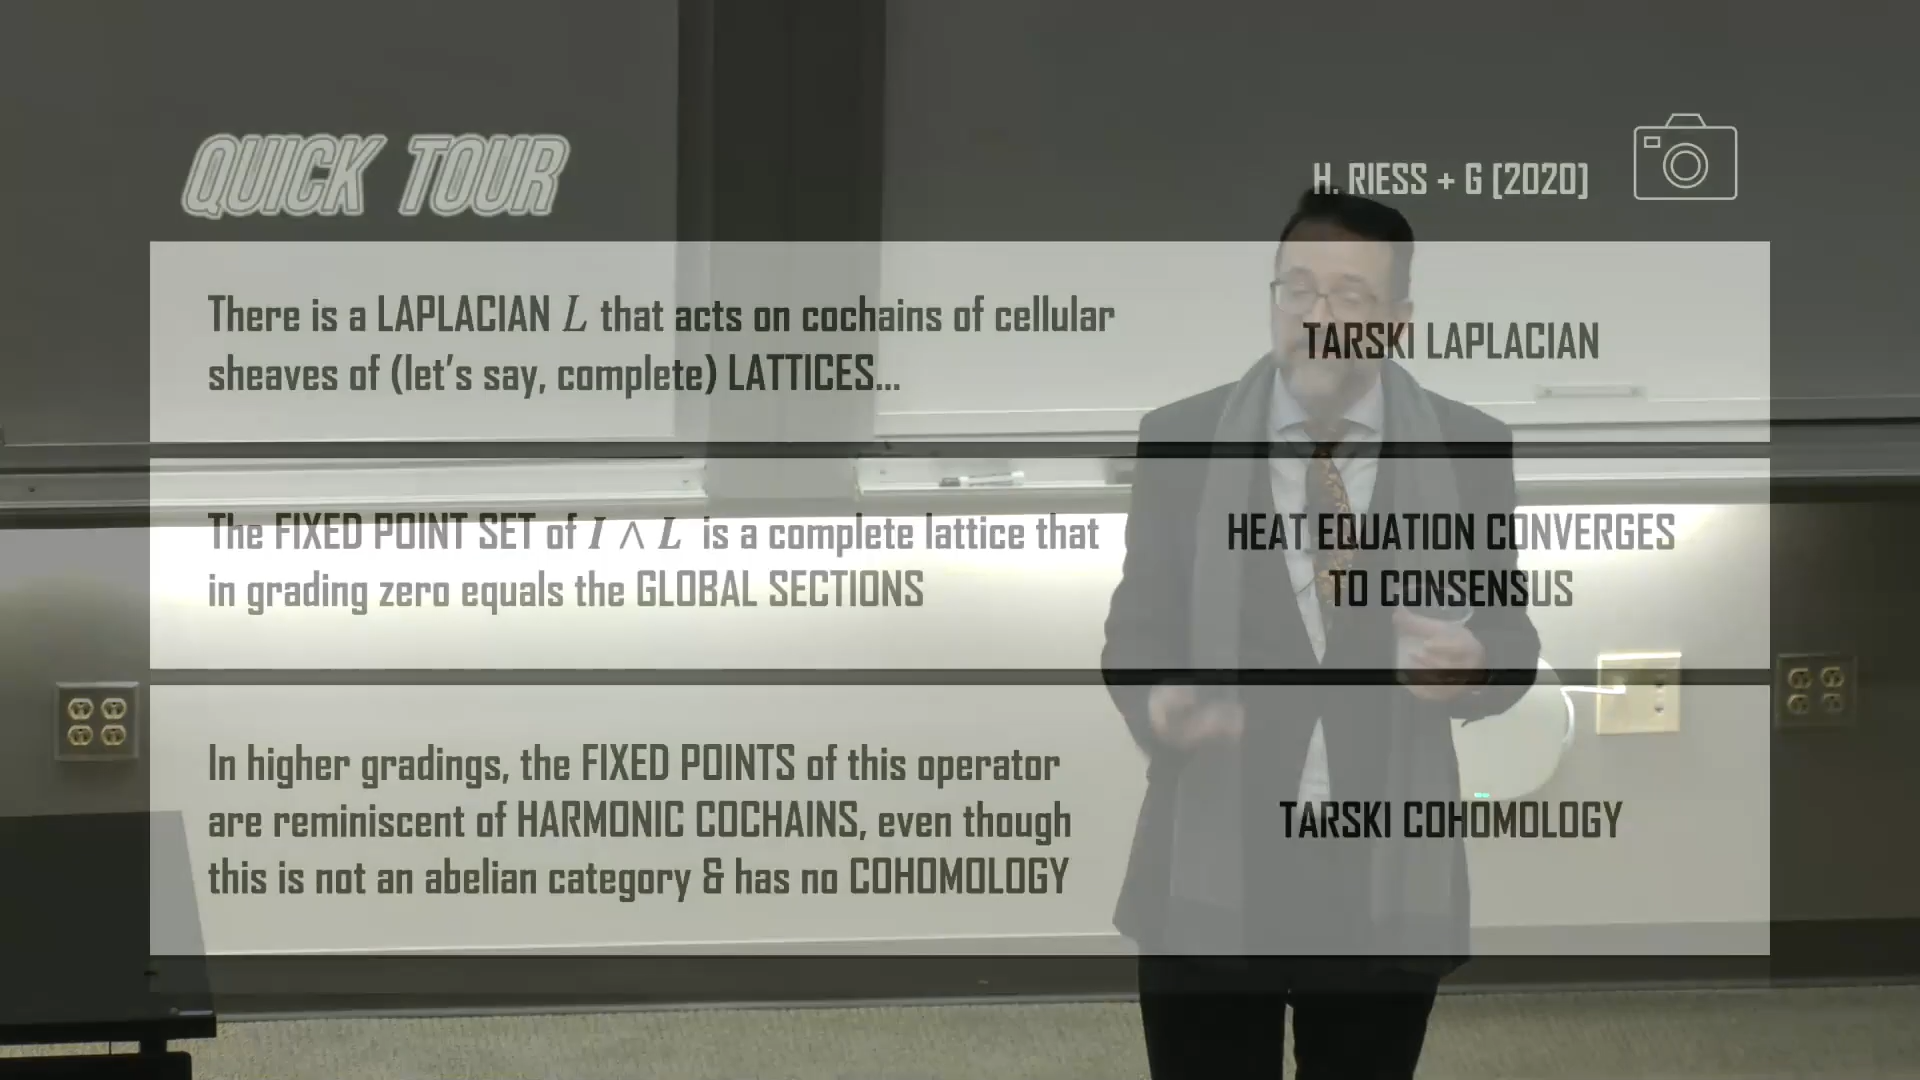 QUICK TOUR
H. RIESS + G [2020]
There is a LAPLACIAN L that acts on cochains of cellular
sheaves of (let's say, complete) LATTICES...
TARSKI LAPLACIAN
The FIXED POINT SET of I ∧ L is a complete lattice that
in grading zero equals the GLOBAL SECTIONS
HEAT EQUATION CONVERGES
TO CONSENSUS
In higher gradings, the FIXED POINTS of this operator
are reminiscent of HARMONIC COCHAINS, even though
this is not an abelian category & has no COHOMOLOGY
TARSKI COHOMOLOGY